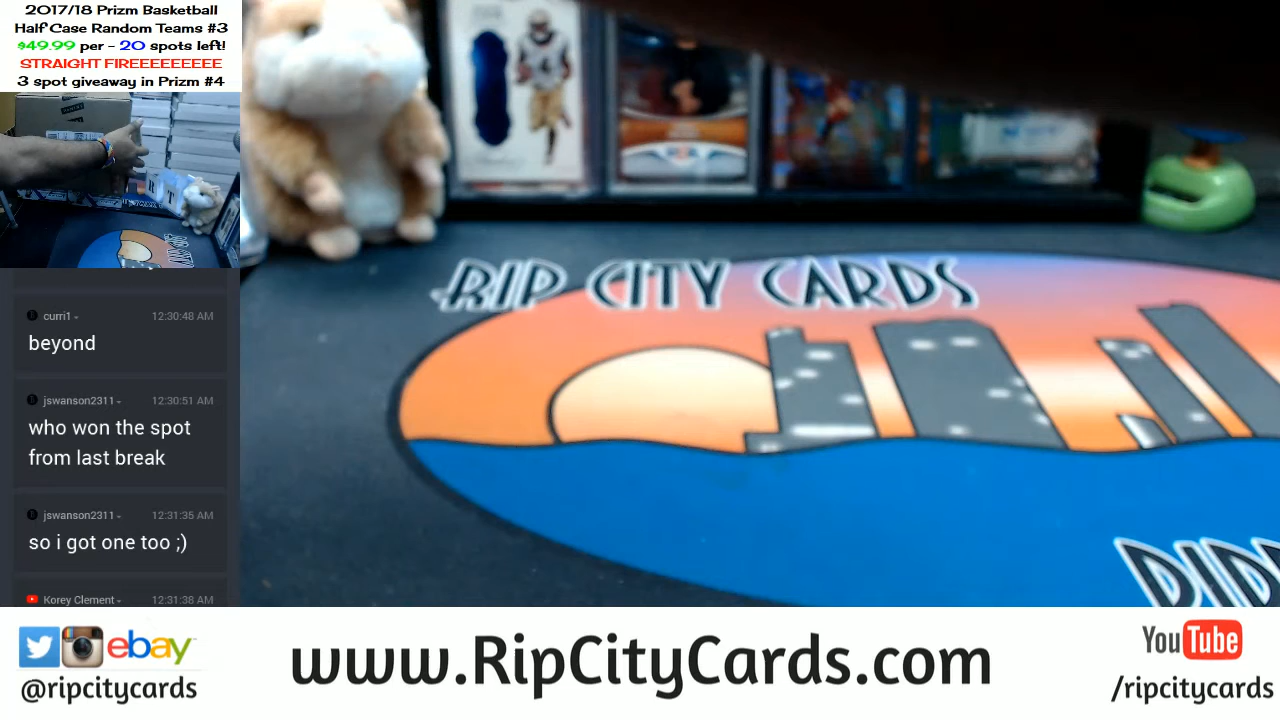 2017/18 Prizm Basketball
Half Case Random Teams #3
$49.99 per - 20 spots left!
STRAIGHT FIREEEEEEEEE
3 spot giveaway in Prizm #4
curri1
12:30:48 AM
beyond
jswanson2311
12:30:51 AM
who won the spot
from last break
jswanson2311
12:31:35 AM
so i got one too ;)
Korey Clement
12:31:38 AM
RIP CITY CARDS
ebay
@ripcitycards
www.RipCityCards.com
YouTube
/ripcitycards